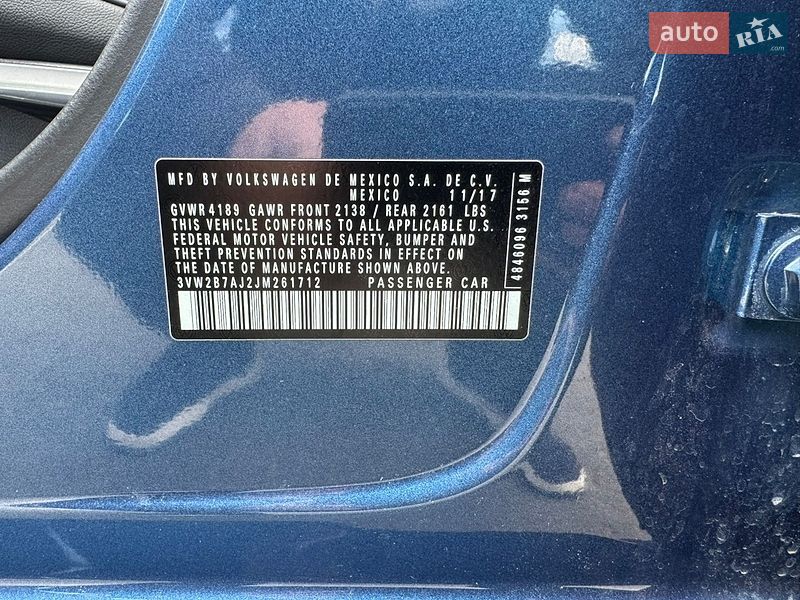 auto RIA .com
MFD BY VOLKSWAGEN DE MEXICO S.A. DE C.V.
MEXICO 11/17
GVWR 4189 GAWR FRONT 2138 / REAR 2161 LBS
THIS VEHICLE CONFORMS TO ALL APPLICABLE U.S.
FEDERAL MOTOR VEHICLE SAFETY, BUMPER AND
THEFT PREVENTION STANDARDS IN EFFECT ON
THE DATE OF MANUFACTURE SHOWN ABOVE.
3VW2B7AJ2JM261712 PASSENGER CAR
4846096 3156 M